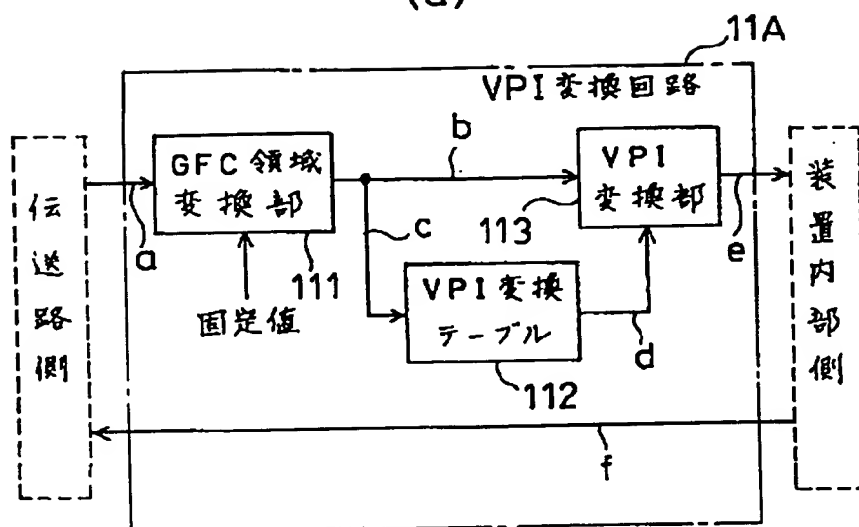 (a)
11A
VPI変換回路
伝送路側
a
GFC領域
変換部
111
固定値
b
c
VPI変換
テーブル
112
d
113
VPI
変換部
e
装置内部側
f